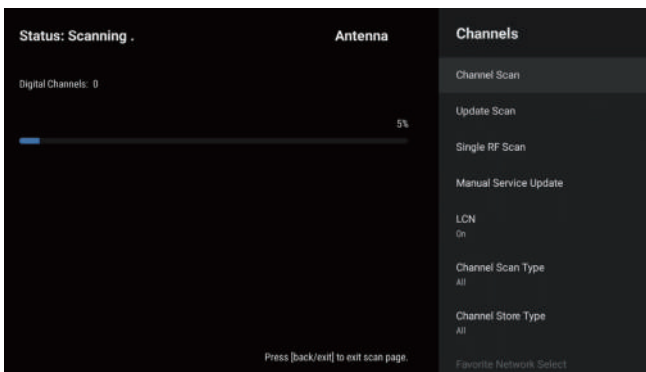 Status: Scanning .
Antenna
Digital Channels: 0
5%
Press [back/exit] to exit scan page.
Channels
Channel Scan
Update Scan
Single RF Scan
Manual Service Update
LCN
On
Channel Scan Type
All
Channel Store Type
All
Favorite Network Select